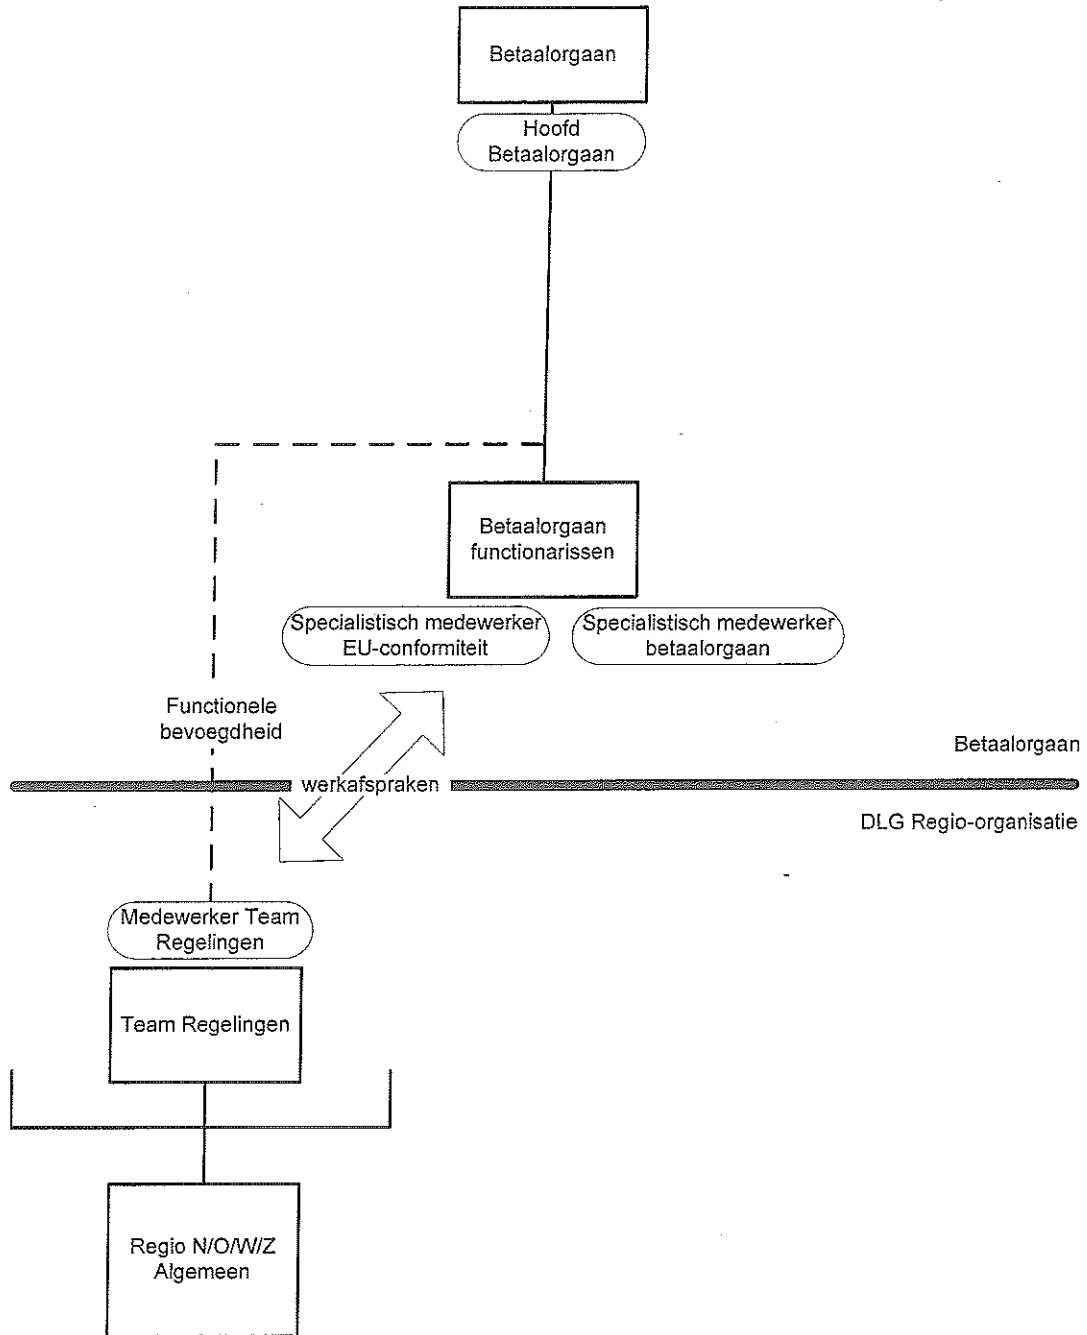 Betaalorgaan
Hoofd
Betaalorgaan
Betaalorgaan
functionarissen
Specialistisch medewerker
EU-conformiteit
Specialistisch medewerker
betaalorgaan
Functionele
bevoegdheid
Betaalorgaan
werkafspraken
DLG Regio-organisatie
Medewerker Team
Regelingen
Team Regelingen
Regio N/O/W/Z
Algemeen